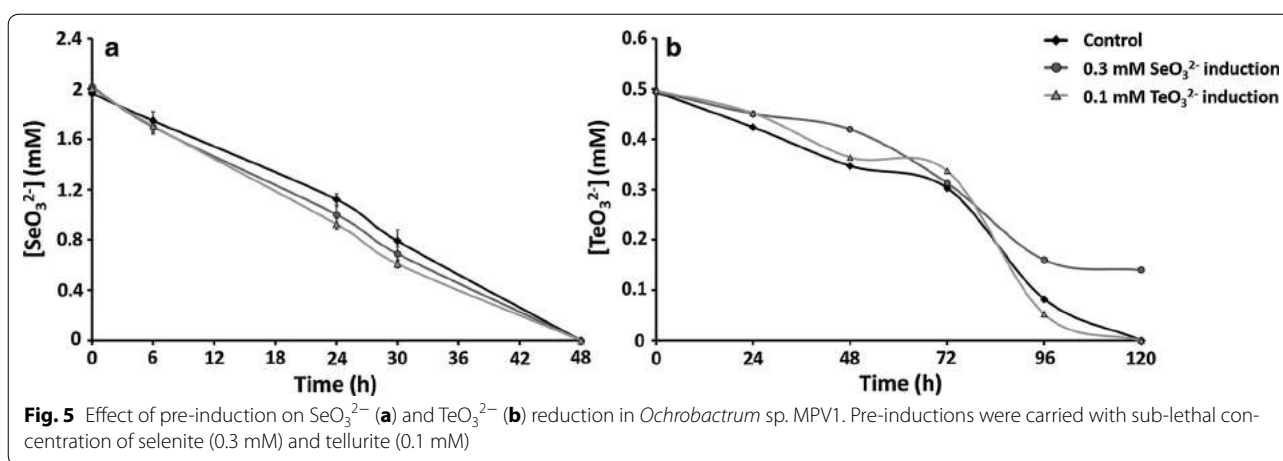 a
[SeO₃²⁻] (mM)
2.4
2
1.6
1.2
0.8
0.4
0
0 6 12 18 24 30 36 42 48
Time (h)
b
[TeO₃²⁻] (mM)
0.6
0.5
0.4
0.3
0.2
0.1
0
0 24 48 72 96 120
Time (h)
Control
0.3 mM SeO₃²⁻ induction
0.1 mM TeO₃²⁻ induction
Fig. 5 Effect of pre-induction on SeO₃²⁻ (a) and TeO₃²⁻ (b) reduction in Ochrobactrum sp. MPV1. Pre-inductions were carried with sub-lethal con-
centration of selenite (0.3 mM) and tellurite (0.1 mM)